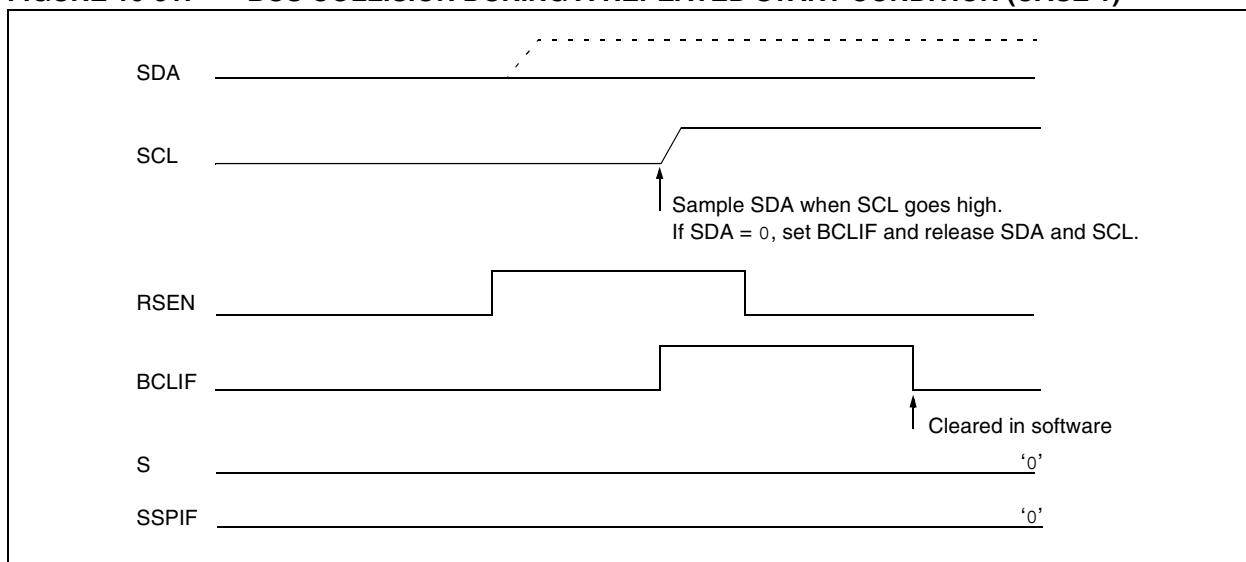 SDA
SCL
Sample SDA when SCL goes high.
If SDA = 0, set BCLIF and release SDA and SCL.
RSEN
BCLIF
Cleared in software
S
‘0’
SSPIF
‘0’